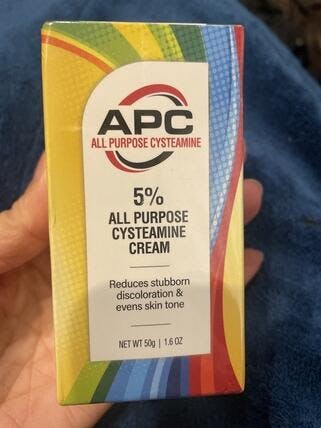 APC
ALL PURPOSE CYSTEAMINE
5%
ALL PURPOSE
CYSTEAMINE
CREAM
Reduces stubborn
discoloration &
evens skin tone
NET WT 50g | 1.6 OZ